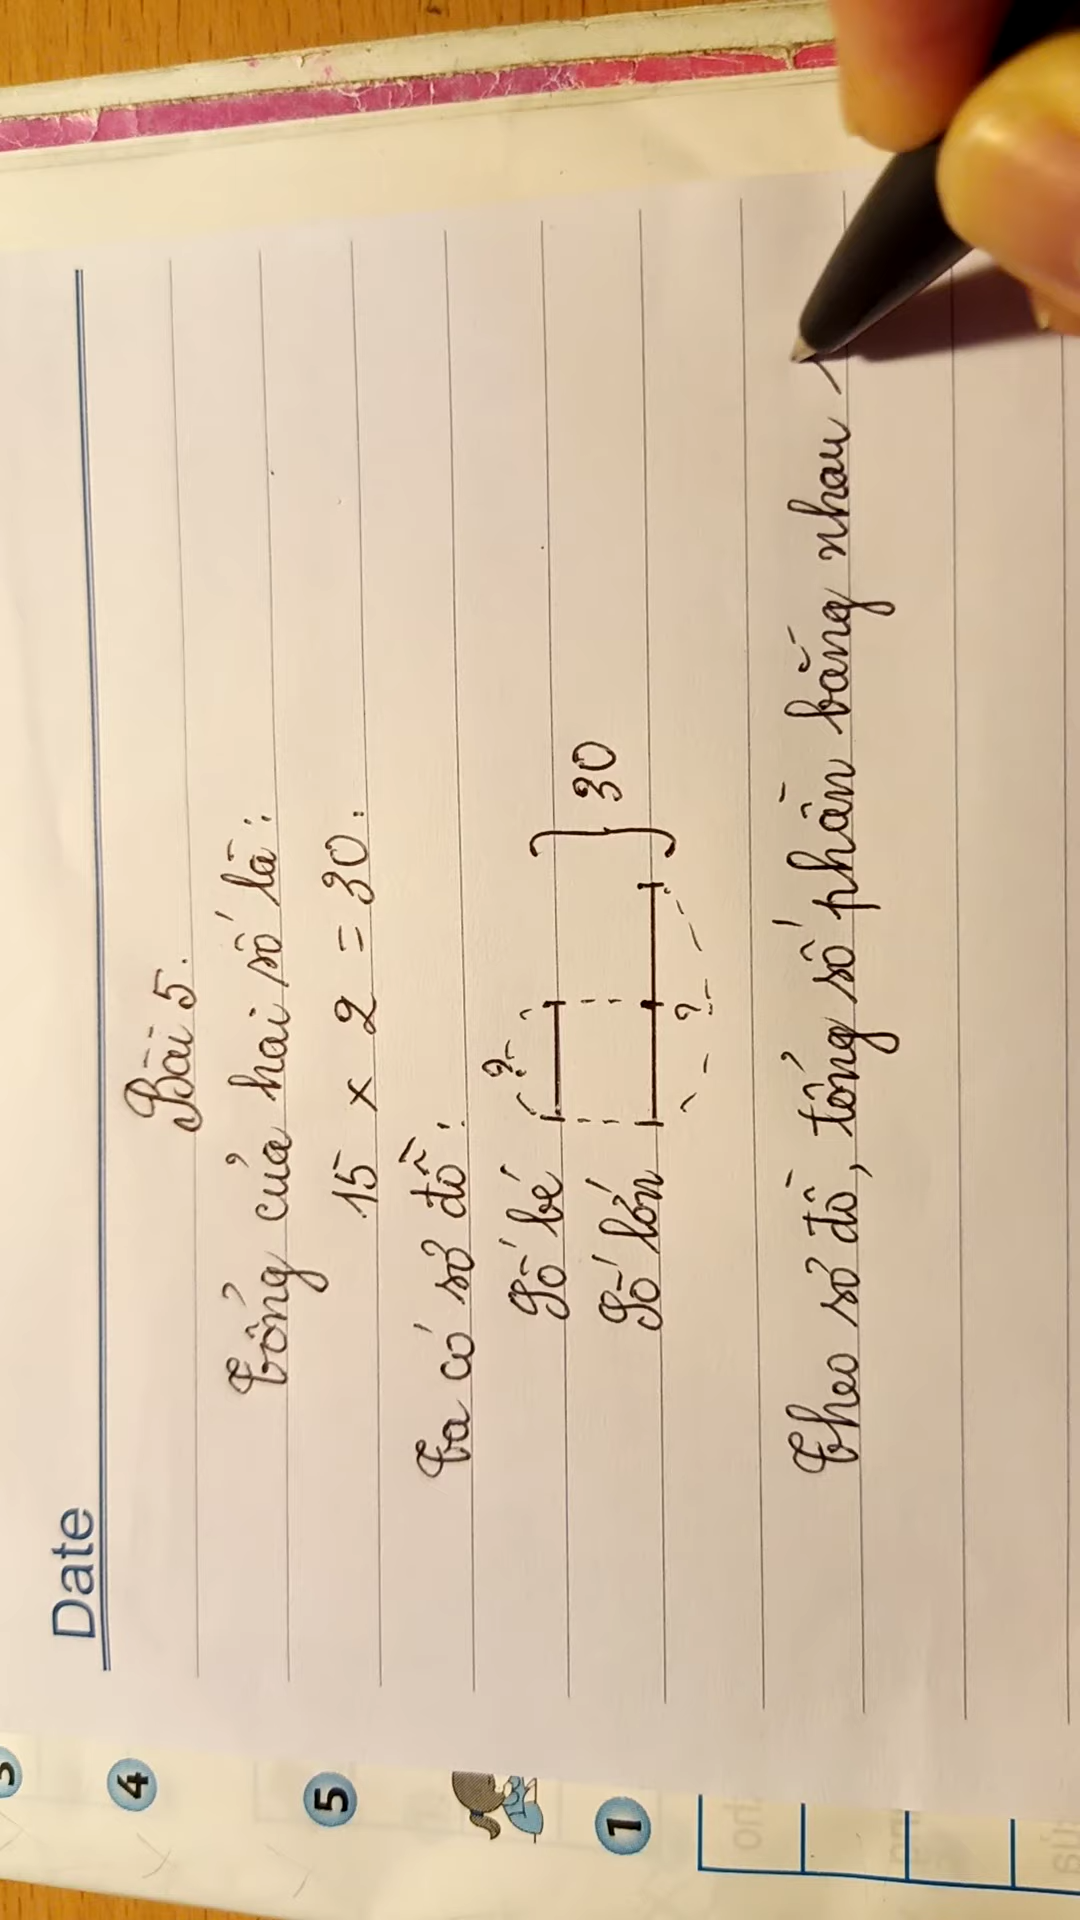 Date
Bài 5.
Tổng của hai số là:
15 × 2 = 30.
Ta có sơ đồ:
?
Số bé
30
Số lớn
?
Theo sơ đồ, tổng số phần bằng nhau
3
4
5
1